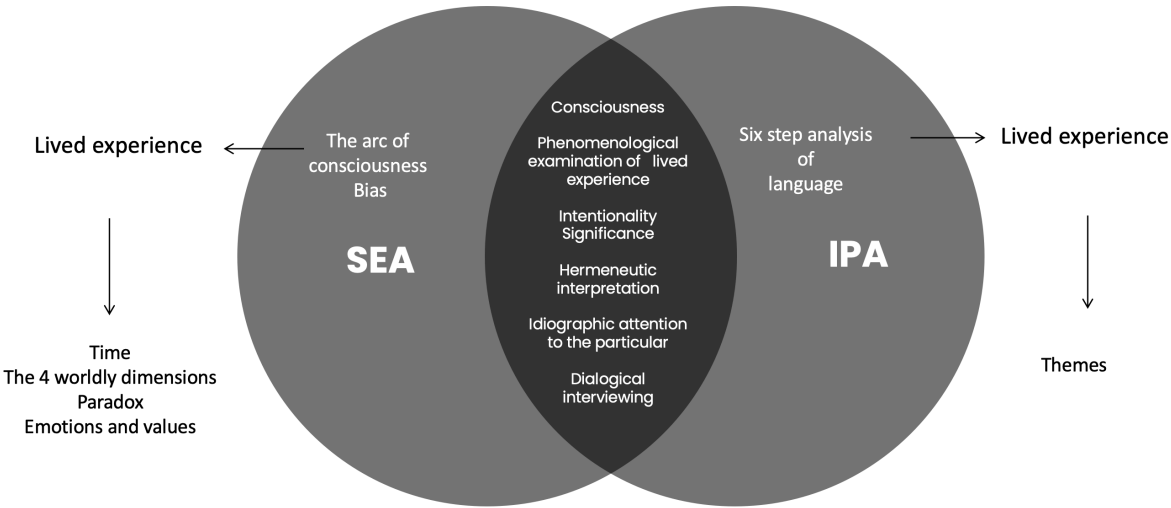 Lived experience
Time
The 4 worldly dimensions
Paradox
Emotions and values
The arc of
consciousness
Bias
SEA
Consciousness
Phenomenological
examination of lived
experience
Intentionality
Significance
Hermeneutic
interpretation
Idiographic attention
to the particular
Dialogical
interviewing
Six step analysis
of
language
IPA
Lived experience
Themes